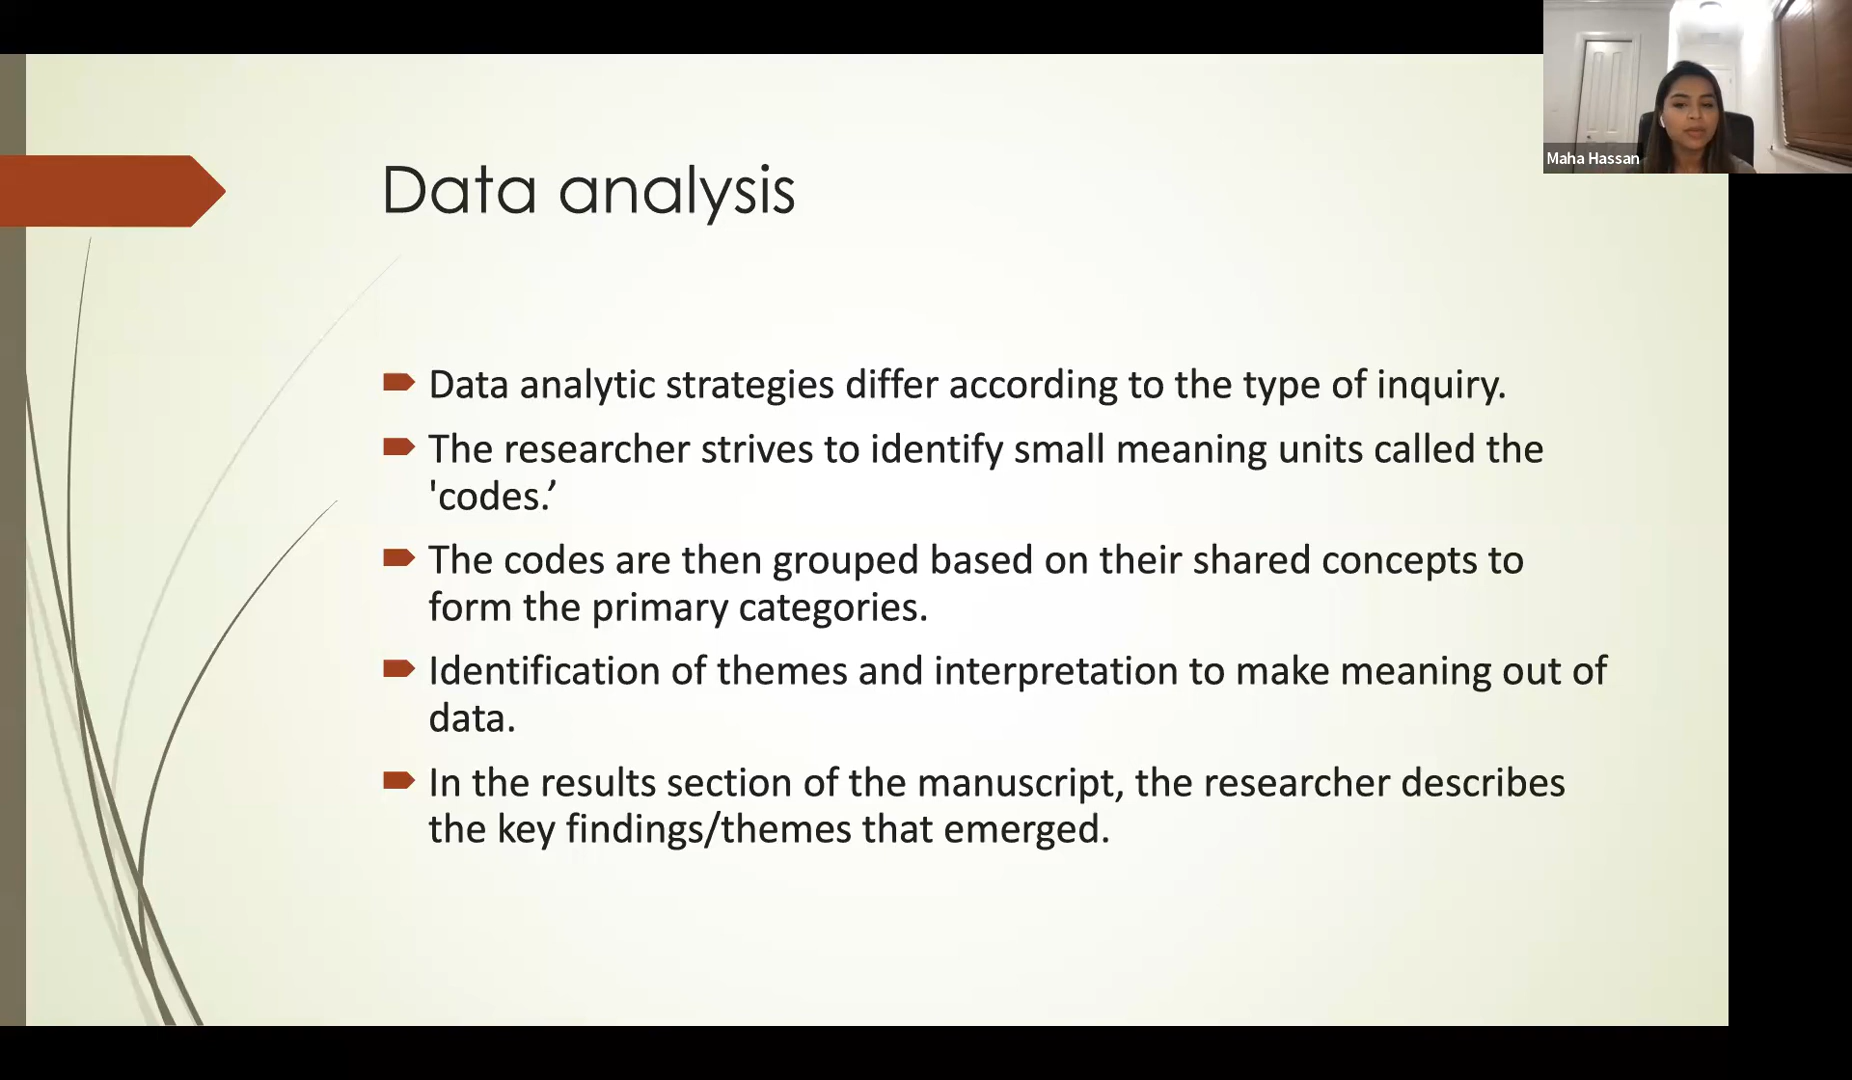 Maha Hassan
Data analysis
Data analytic strategies differ according to the type of inquiry.
The researcher strives to identify small meaning units called the
'codes.’
The codes are then grouped based on their shared concepts to
form the primary categories.
Identification of themes and interpretation to make meaning out of
data.
In the results section of the manuscript, the researcher describes
the key findings/themes that emerged.